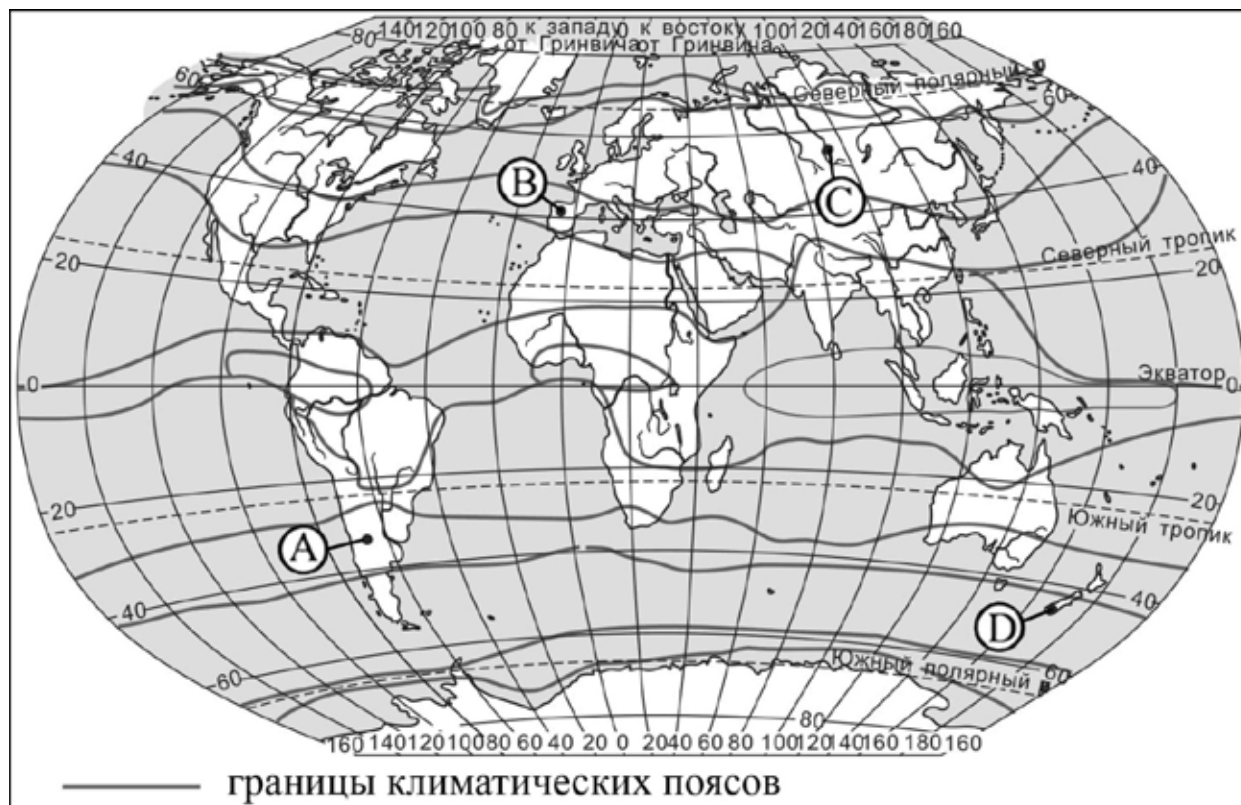 140 120 100 80 к западу 0 к востоку 100 120 140 160 180 160
80 от Гринвича от Гринвина
60 Северный полярный 60
40 B 40
C
20 Северный тропик 20
0 Экватор 0
20 20
Южный тропик
A
40 40
D
60 Южный полярный 60
80
160 140 120 100 80 60 40 20 0 20 40 60 80 100 120 140 160 180 160
границы климатических поясов